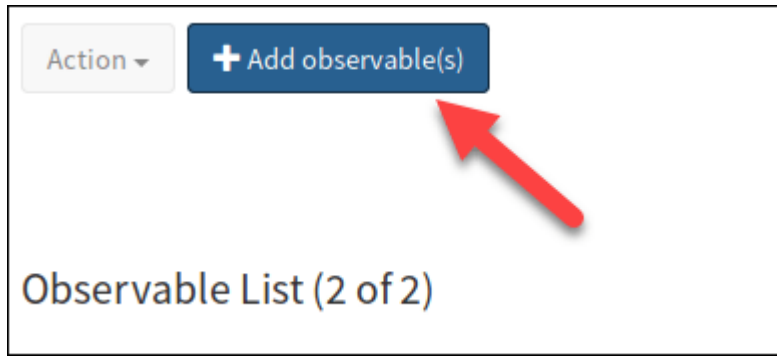 Action
Add observable(s)
Observable List (2 of 2)